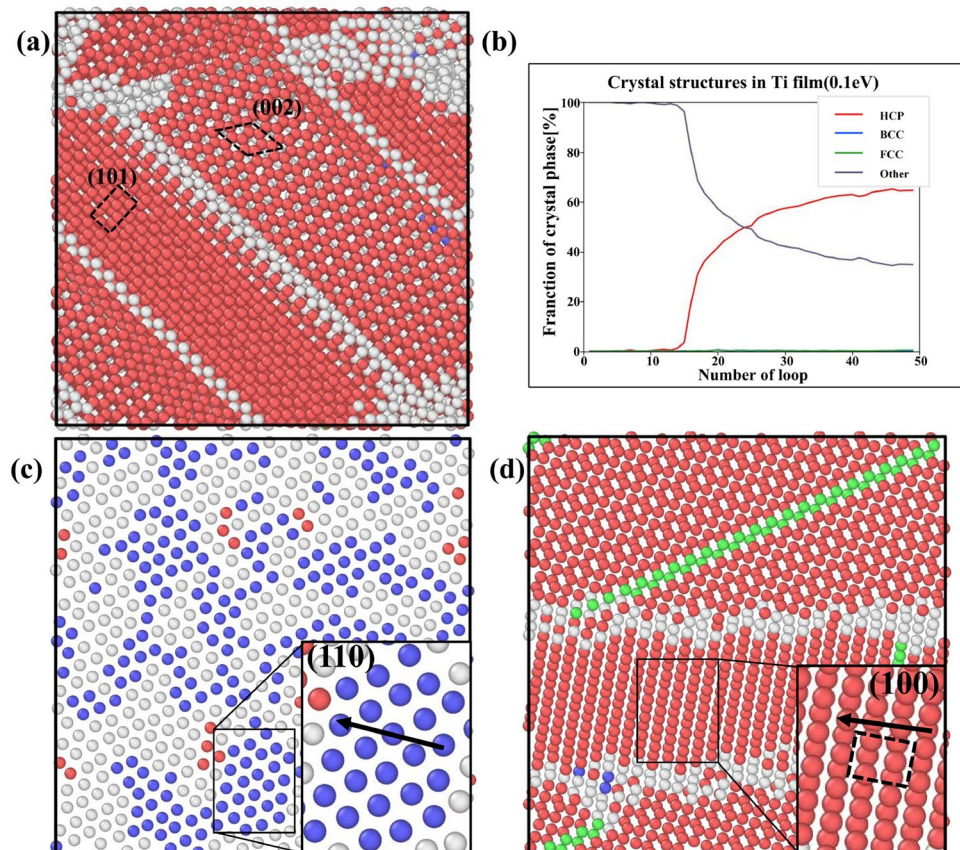 (a)
(002)
(101)
(b)
Crystal structures in Ti film(0.1eV)
HCP
BCC
FCC
Other
Franction of crystal phase[%]
100
80
60
40
20
0
0
10
20
30
40
50
Number of loop
(c)
(110)
(d)
(100)